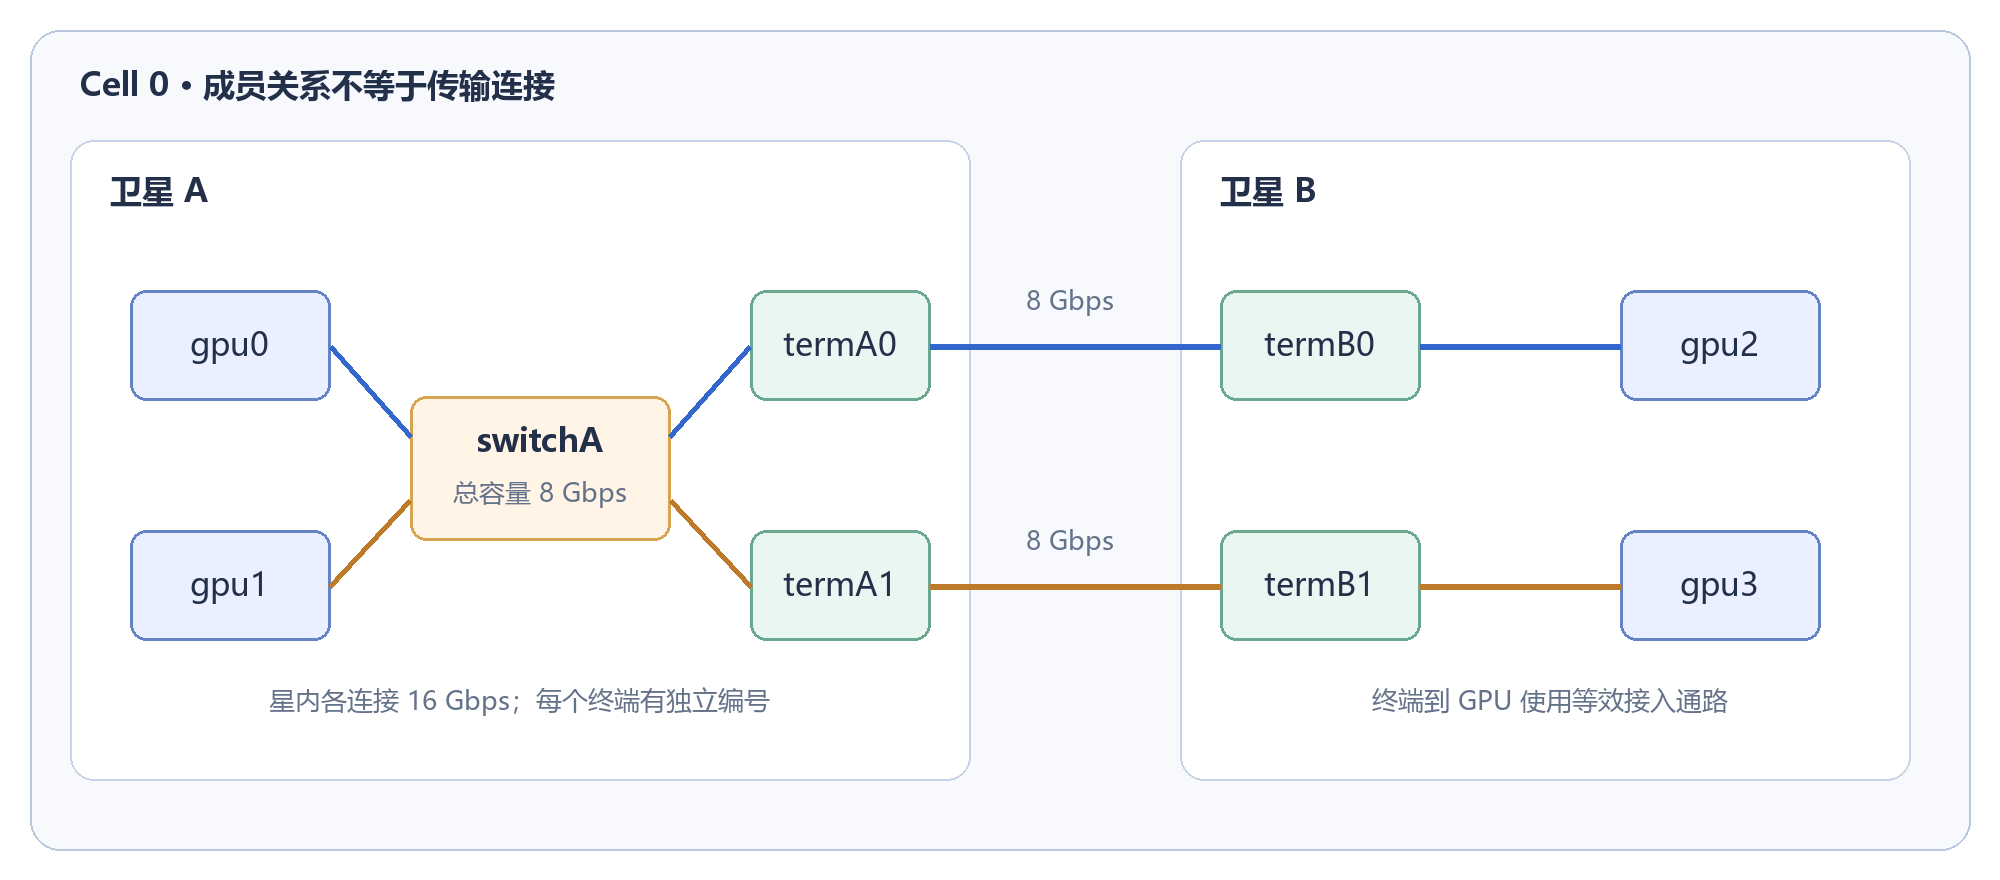 Cell 0 • 成员关系不等于传输连接
卫星 A
卫星 B
gpu0
termA0
8 Gbps
termB0
gpu2
switchA
总容量 8 Gbps
gpu1
termA1
8 Gbps
termB1
gpu3
星内各连接 16 Gbps；每个终端有独立编号
终端到 GPU 使用等效接入通路